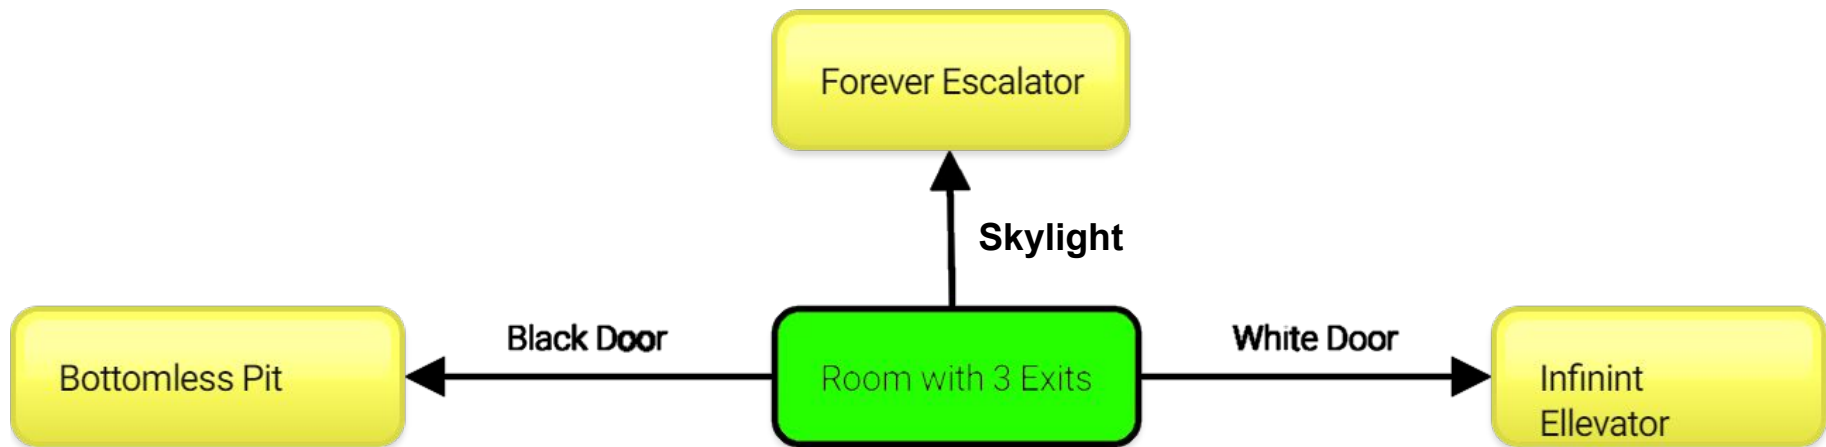 Forever Escalator
Skylight
Black Door
White Door
Bottomless Pit
Room with 3 Exits
Infinint
Ellevator